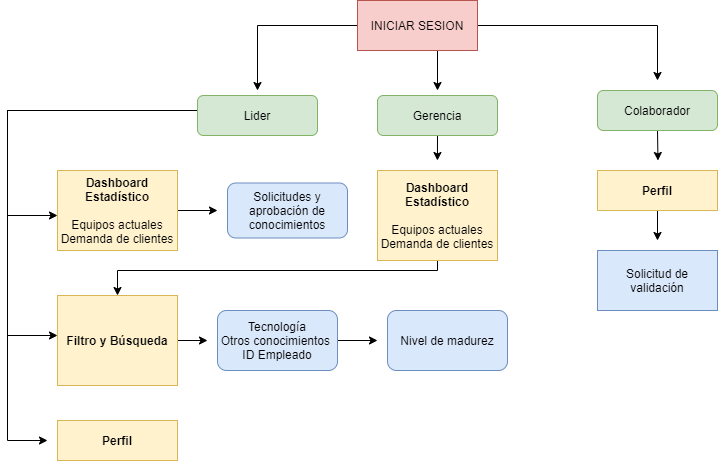 INICIAR SESION
Lider
Gerencia
Colaborador
Dashboard
Estadístico
Equipos actuales
Demanda de clientes
Solicitudes y
aprobación de
conocimientos
Dashboard
Estadístico
Equipos actuales
Demanda de clientes
Perfil
Solicitud de
validación
Filtro y Búsqueda
Tecnología
Otros conocimientos
ID Empleado
Nivel de madurez
Perfil